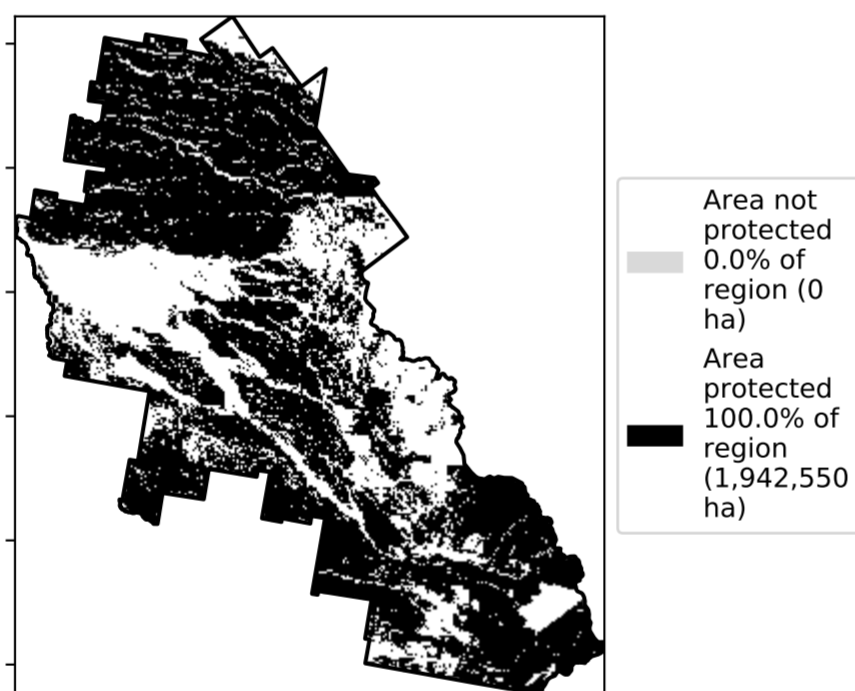 Area not
protected
0.0% of
region (0
ha)
Area
protected
100.0% of
region
(1,942,550
ha)